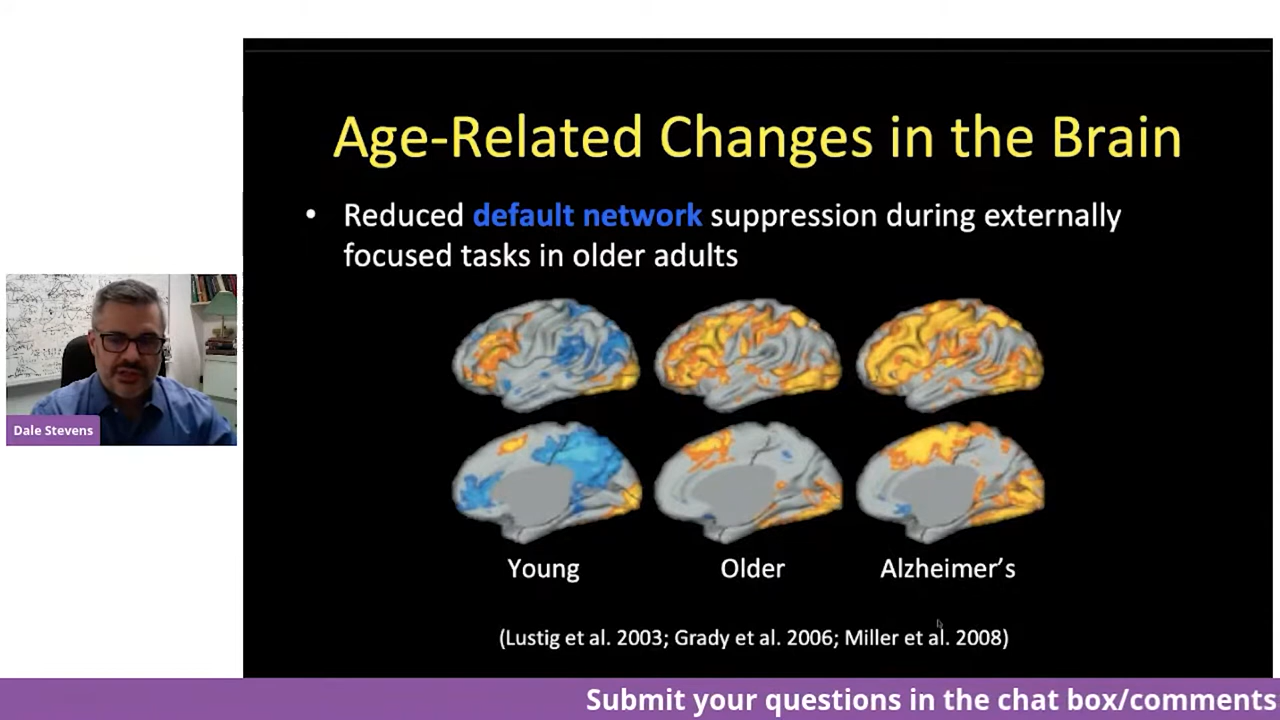 Age-Related Changes in the Brain
• Reduced default network suppression during externally
focused tasks in older adults
Dale Stevens
Young
Older
Alzheimer’s
(Lustig et al. 2003; Grady et al. 2006; Miller et al. 2008)
Submit your questions in the chat box/comments